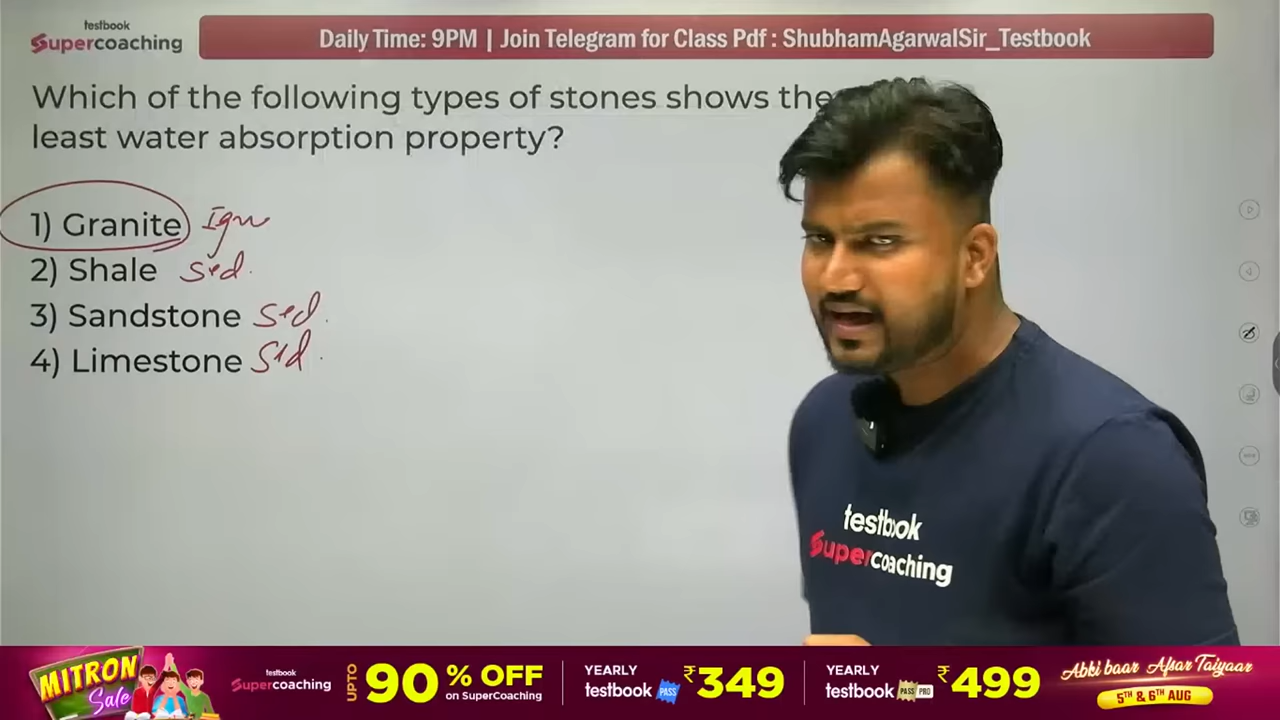 testbook
Supercoaching
Daily Time: 9PM | Join Telegram for Class Pdf : ShubhamAgarwalSir_Testbook
Which of the following types of stones shows the
least water absorption property?
1) Granite Ign
2) Shale sed.
3) Sandstone sed.
4) Limestone sed.
testbook
Supercoaching
MITRON
Sale
testbook
Supercoaching
UPTO 90% OFF
on SuperCoaching
YEARLY
testbook PASS
₹349
YEARLY
testbook PASS PRO
₹499
Abki baar Afsar Taiyaar
5TH & 6TH AUG